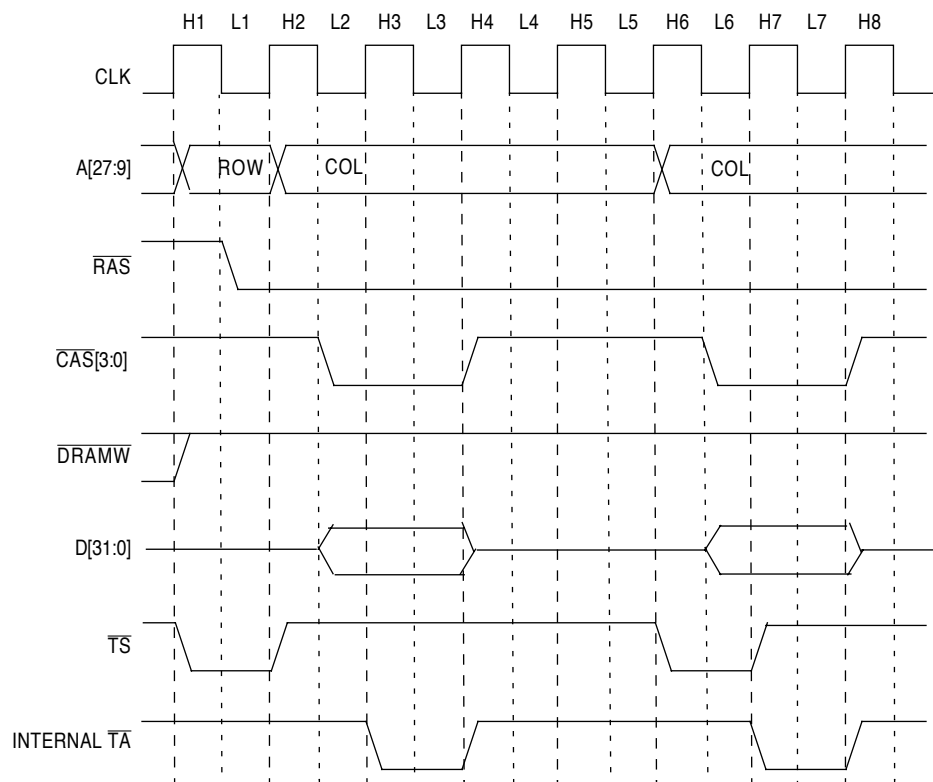 H1 L1 H2 L2 H3 L3 H4 L4 H5 L5 H6 L6 H7 L7 H8
CLK
A[27:9] ROW COL COL
RAS
CAS[3:0]
DRAMW
D[31:0]
TS
INTERNAL TA